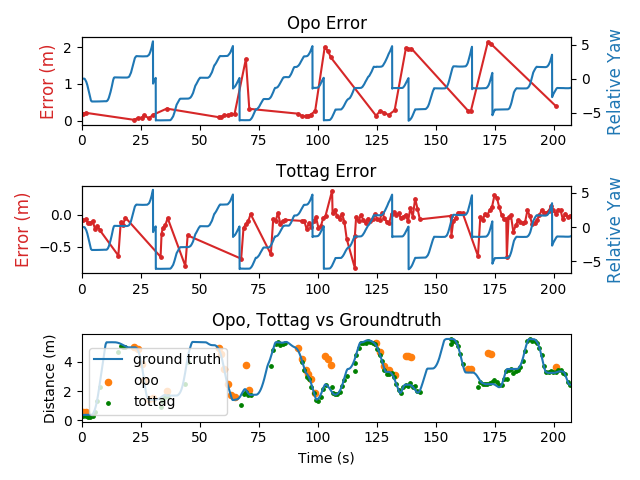 Opo Error
Error (m)
2
1
0
5
0
−5
Relative Yaw
0 25 50 75 100 125 150 175 200
Tottag Error
Error (m)
0.0
−0.5
5
0
−5
Relative Yaw
0 25 50 75 100 125 150 175 200
Opo, Tottag vs Groundtruth
Distance (m)
4
2
0
ground truth
opo
tottag
0 25 50 75 100 125 150 175 200
Time (s)